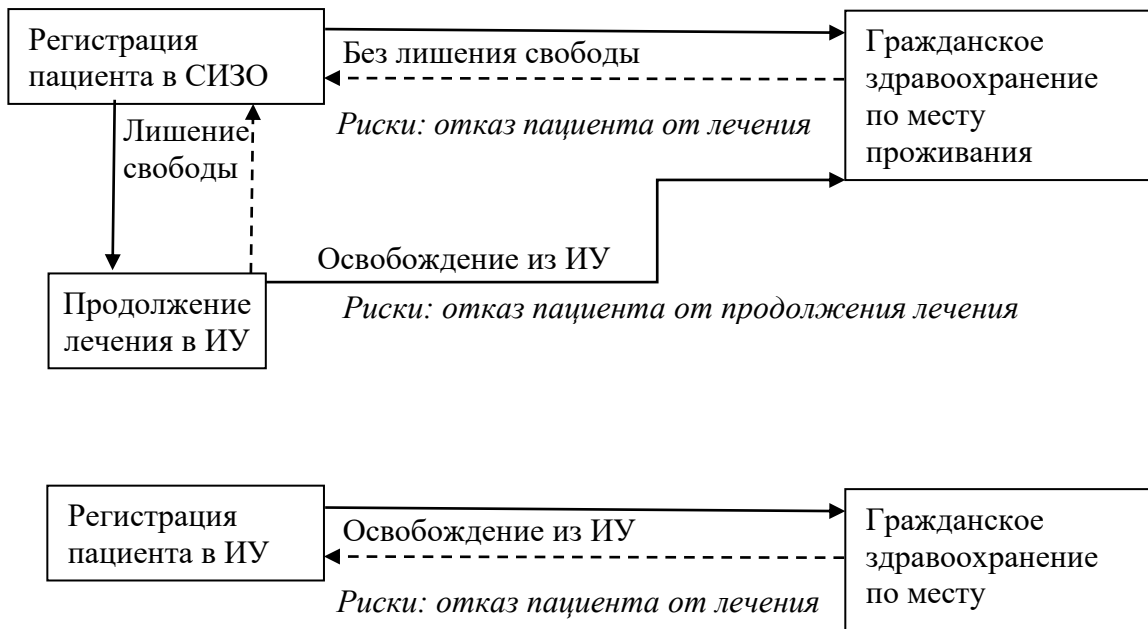 Регистрация
пациента в СИЗО
Без лишения свободы
Риски: отказ пациента от лечения
Гражданское
здравоохранение
по месту
проживания
Лишение
свободы
Продолжение
лечения в ИУ
Освобождение из ИУ
Риски: отказ пациента от продолжения лечения
Регистрация
пациента в ИУ
Освобождение из ИУ
Риски: отказ пациента от лечения
Гражданское
здравоохранение
по месту